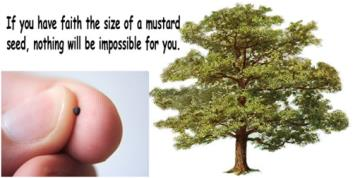 If you have faith the size of a mustard
seed, nothing will be impossible for you.